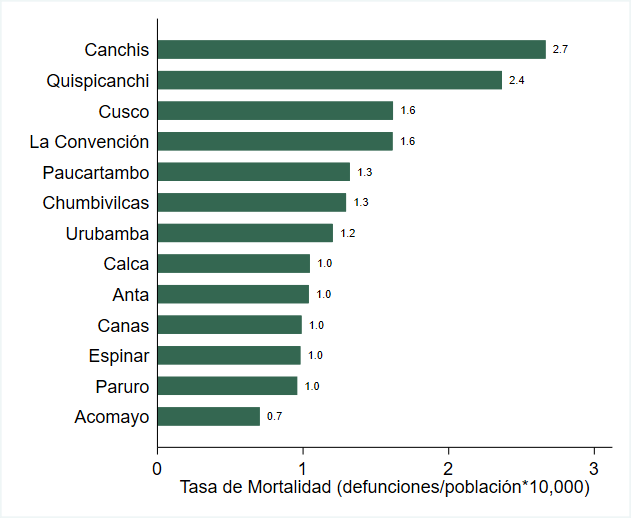 Canchis 2.7
Quispicanchi 2.4
Cusco 1.6
La Convención 1.6
Paucartambo 1.3
Chumbivilcas 1.3
Urubamba 1.2
Calca 1.0
Anta 1.0
Canas 1.0
Espinar 1.0
Paruro 1.0
Acomayo 0.7
0 1 2 3
Tasa de Mortalidad (defunciones/población*10,000)